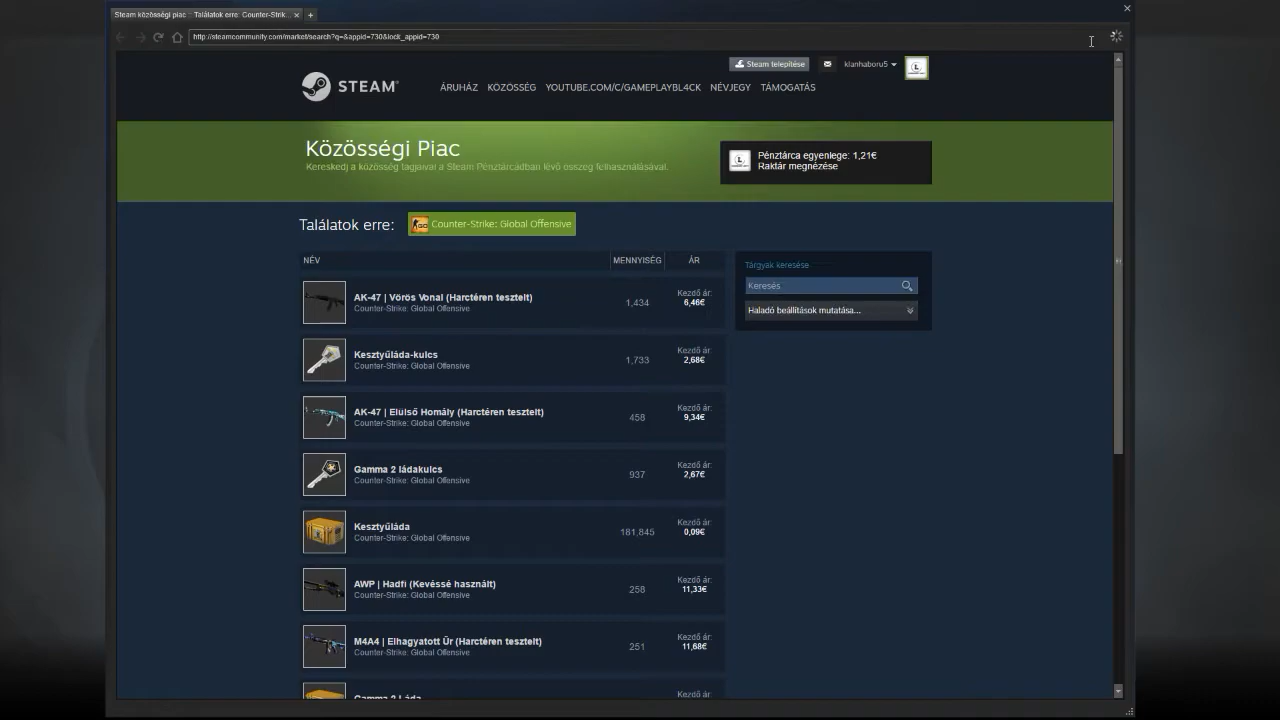 Steam közösségi piac :: Találatok erre: Counter-Strik...
http://steamcommunity.com/market/search?q=&appid=730&lock_appid=730
Steam telepítése
klanhaboru5
STEAM
ÁRUHÁZ KÖZÖSSÉG YOUTUBE.COM/C/GAMEPLAYBL4CK NÉVJEGY TÁMOGATÁS
Közösségi Piac
Kereskedj a közösség tagjaival a Steam Pénztárcádban lévő összeg felhasználásával.
Pénztárca egyenlege: 1,21€
Raktár megnézése
Találatok erre: Counter-Strike: Global Offensive
NÉV MENNYISÉG ÁR
AK-47 | Vörös Vonal (Harctéren tesztelt)
Counter-Strike: Global Offensive
1,434
Kezdő ár:
6,46€
Kesztyűláda-kulcs
Counter-Strike: Global Offensive
1,733
Kezdő ár:
2,68€
AK-47 | Elülső Homály (Harctéren tesztelt)
Counter-Strike: Global Offensive
458
Kezdő ár:
9,34€
Gamma 2 ládakulcs
Counter-Strike: Global Offensive
937
Kezdő ár:
2,67€
Kesztyűláda
Counter-Strike: Global Offensive
181,845
Kezdő ár:
0,09€
AWP | Hadfi (Kevéssé használt)
Counter-Strike: Global Offensive
258
Kezdő ár:
11,33€
M4A4 | Elhagyatott Űr (Harctéren tesztelt)
Counter-Strike: Global Offensive
251
Kezdő ár:
11,68€
Gamma 2 Láda
Kezdő ár:
Tárgyak keresése
Keresés
Haladó beállítások mutatása...